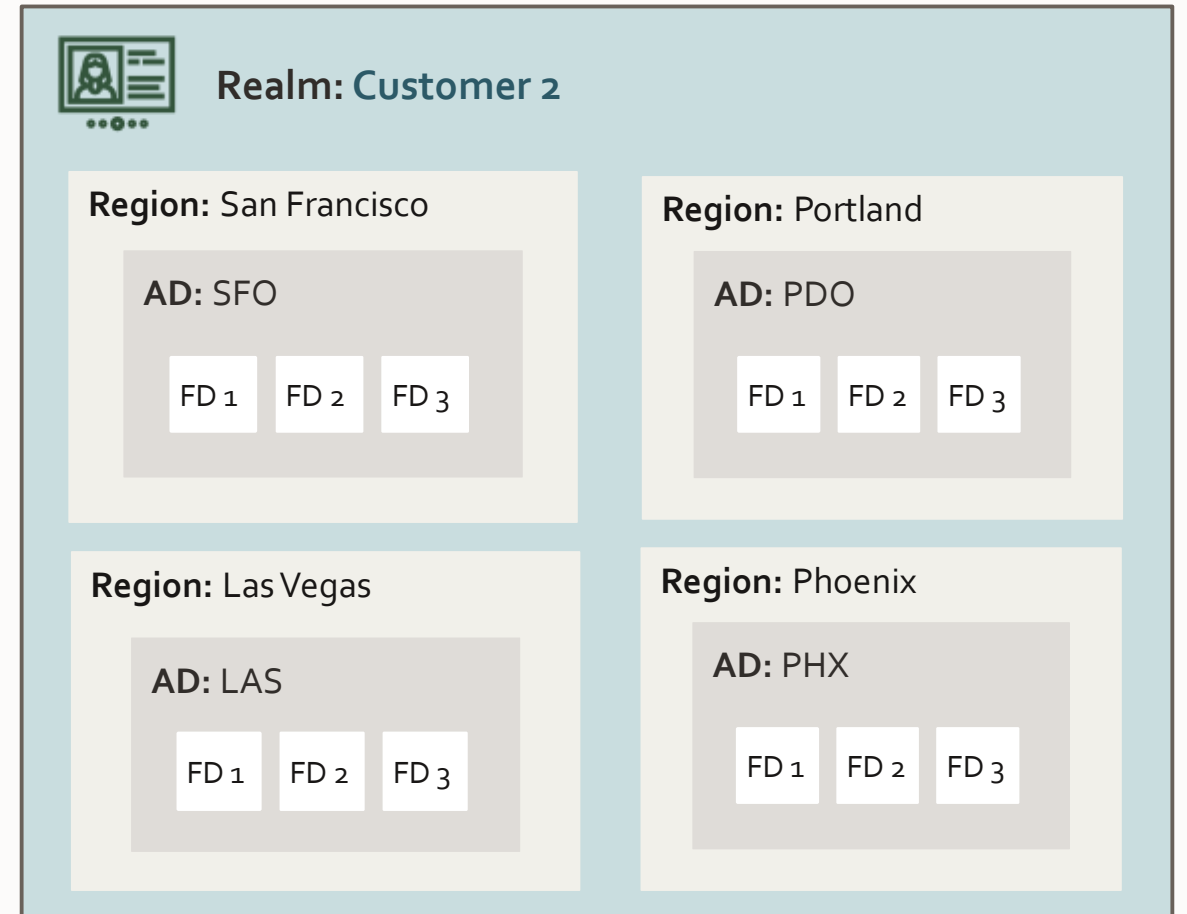 Realm: Customer 2
Region: San Francisco
AD: SFO
FD 1 FD 2 FD 3
Region: Portland
AD: PDO
FD 1 FD 2 FD 3
Region: Las Vegas
AD: LAS
FD 1 FD 2 FD 3
Region: Phoenix
AD: PHX
FD 1 FD 2 FD 3